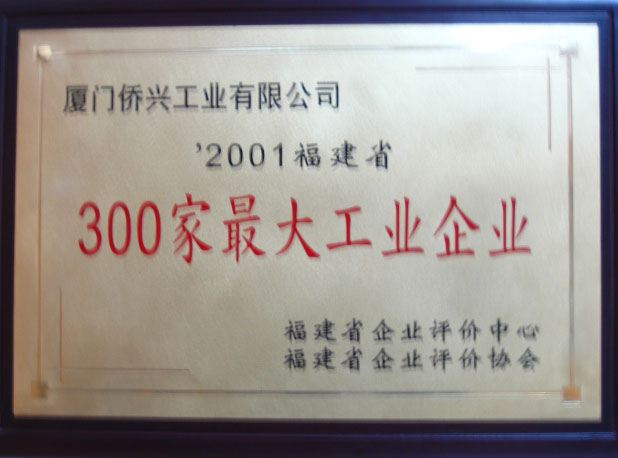 厦门侨兴工业有限公司
'2001福建省
300家最大工业企业
福建省企业评价中心
福建省企业评价协会